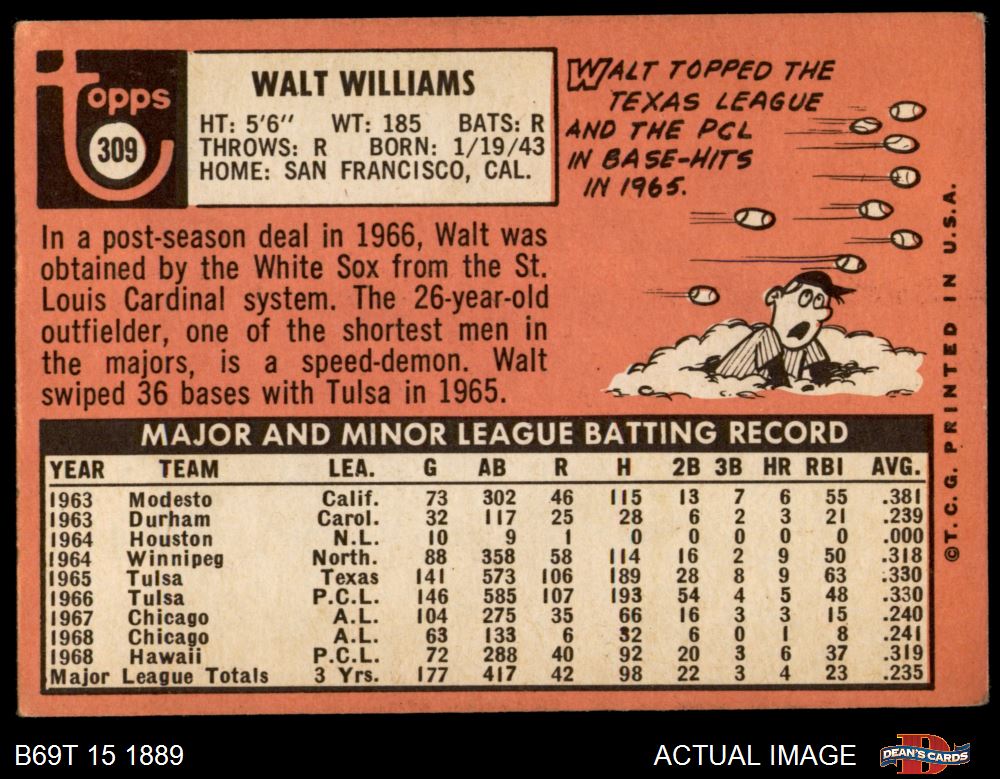 topps
309
WALT WILLIAMS
HT: 5'6" WT: 185 BATS: R
THROWS: R BORN: 1/19/43
HOME: SAN FRANCISCO, CAL.
WALT TOPPED THE
TEXAS LEAGUE
AND THE PCL
IN BASE-HITS
IN 1965.
In a post-season deal in 1966, Walt was
obtained by the White Sox from the St.
Louis Cardinal system. The 26-year-old
outfielder, one of the shortest men in
the majors, is a speed-demon. Walt
swiped 36 bases with Tulsa in 1965.
MAJOR AND MINOR LEAGUE BATTING RECORD
YEAR TEAM LEA. G AB R H 2B 3B HR RBI AVG.
1963 Modesto Calif. 73 302 46 115 13 7 6 55 .381
1963 Durham Carol. 32 117 25 28 6 2 3 21 .239
1964 Houston N.L. 10 9 1 0 0 0 0 0 .000
1964 Winnipeg North. 88 358 58 114 16 2 9 50 .318
1965 Tulsa Texas 141 573 106 189 28 8 9 63 .330
1966 Tulsa P.C.L. 146 585 107 193 54 4 5 48 .330
1967 Chicago A.L. 104 275 35 66 16 3 3 15 .240
1968 Chicago A.L. 63 133 6 32 6 0 1 8 .241
1968 Hawaii P.C.L. 72 288 40 92 20 3 6 37 .319
Major League Totals 3 Yrs. 177 417 42 98 22 3 4 23 .235
©T.C.G. PRINTED IN U.S.A.
B69T 15 1889
ACTUAL IMAGE
DEAN'S CARDS